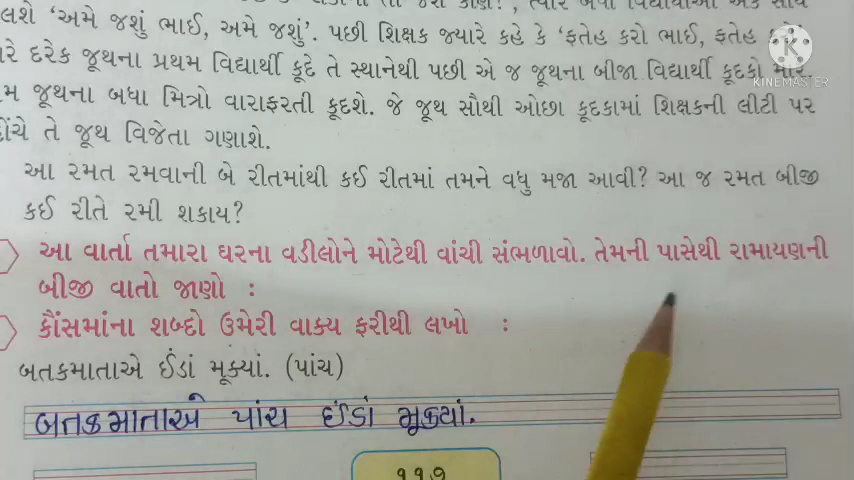 લશે 'અમે જશું ભાઈ, અમે જશું'. પછી શિક્ષક જ્યારે કહે કે 'ફતેહ કરો ભાઈ, ફતેહ
રે દરેક જૂથના પ્રથમ વિદ્યાર્થી કૂદે તે સ્થાનેથી પછી એ જ જૂથના બીજા વિદ્યાર્થી કૂદકો મારે.
મ જૂથના બધા મિત્રો વારાફરતી કૂદશે. જે જૂથ સૌથી ઓછા કૂદકામાં શિક્ષકની લીટી પર
ોંચે તે જૂથ વિજેતા ગણાશે.
આ રમત રમવાની બે રીતમાંથી કઈ રીતમાં તમને વધુ મજા આવી? આ જ રમત બીજી
કઈ રીતે રમી શકાય?
આ વાર્તા તમારા ઘરના વડીલોને મોટેથી વાંચી સંભળાવો. તેમની પાસેથી રામાયણની
બીજી વાતો જાણો :
કૌંસમાંના શબ્દો ઉમેરી વાક્ય ફરીથી લખો :
બતકમાતાએ ઈંડાં મૂક્યાં. (પાંચ)
બતકમાતાએ પાંચ ઈંડાં મૂક્યાં.
૧૧૭
KINEMASTER